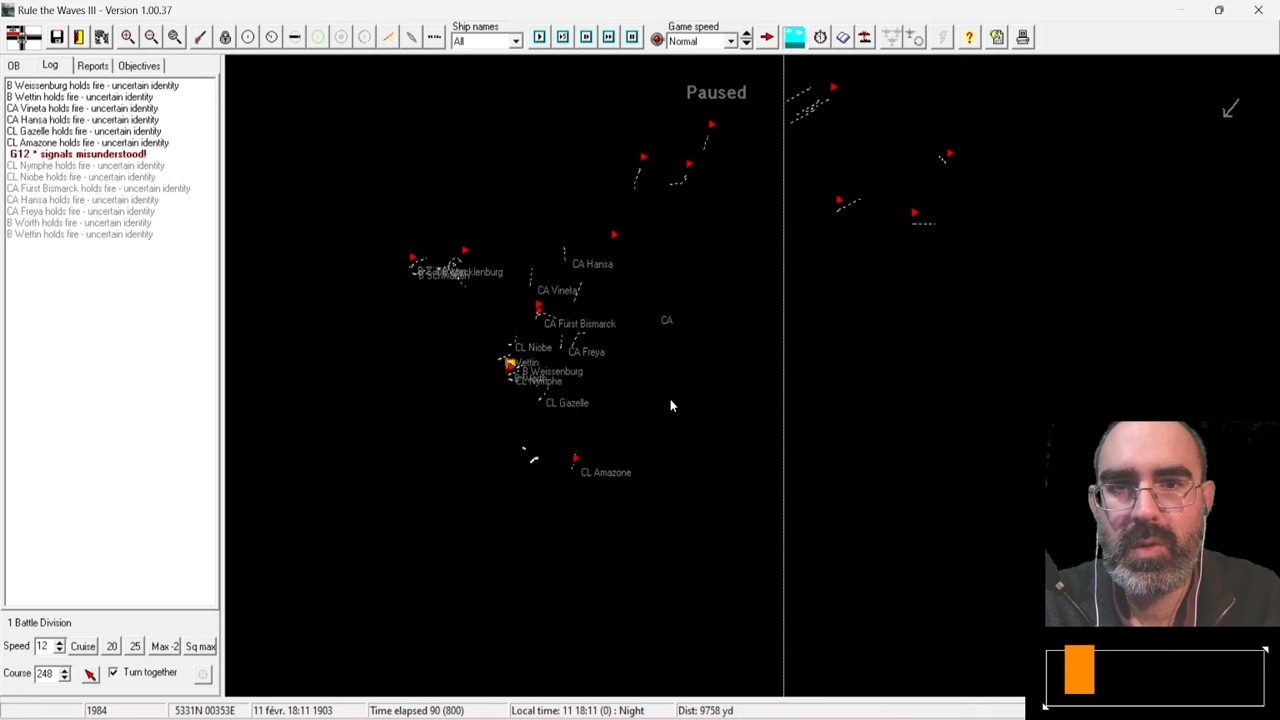 Rule the Waves III - Version 1.00.37
Ship names
All
Game speed
Normal
OB Log Reports Objectives
B Weissenburg holds fire - uncertain identity
B Wettin holds fire - uncertain identity
CA Vineta holds fire - uncertain identity
CA Hansa holds fire - uncertain identity
CL Gazelle holds fire - uncertain identity
CL Amazone holds fire - uncertain identity
G12 * signals misunderstood!
CL Nymphe holds fire - uncertain identity
CL Niobe holds fire - uncertain identity
CA Fürst Bismarck holds fire - uncertain identity
CA Hansa holds fire - uncertain identity
CA Freya holds fire - uncertain identity
B Wörth holds fire - uncertain identity
B Wettin holds fire - uncertain identity
Paused
CA Hansa
CA Vineta
CA Fürst Bismarck
CA
CL Niobe
CA Freya
B Weissenburg
CL Nymphe
CL Gazelle
CL Amazone
1 Battle Division
Speed 12 Cruise 20 25 Max -2 Sq max
Course 248 Turn together
1984 5331N 00353E 11 févr. 18:11 1903 Time elapsed 90 (800) Local time: 11 18:11 (0) : Night Dist: 9758 yd